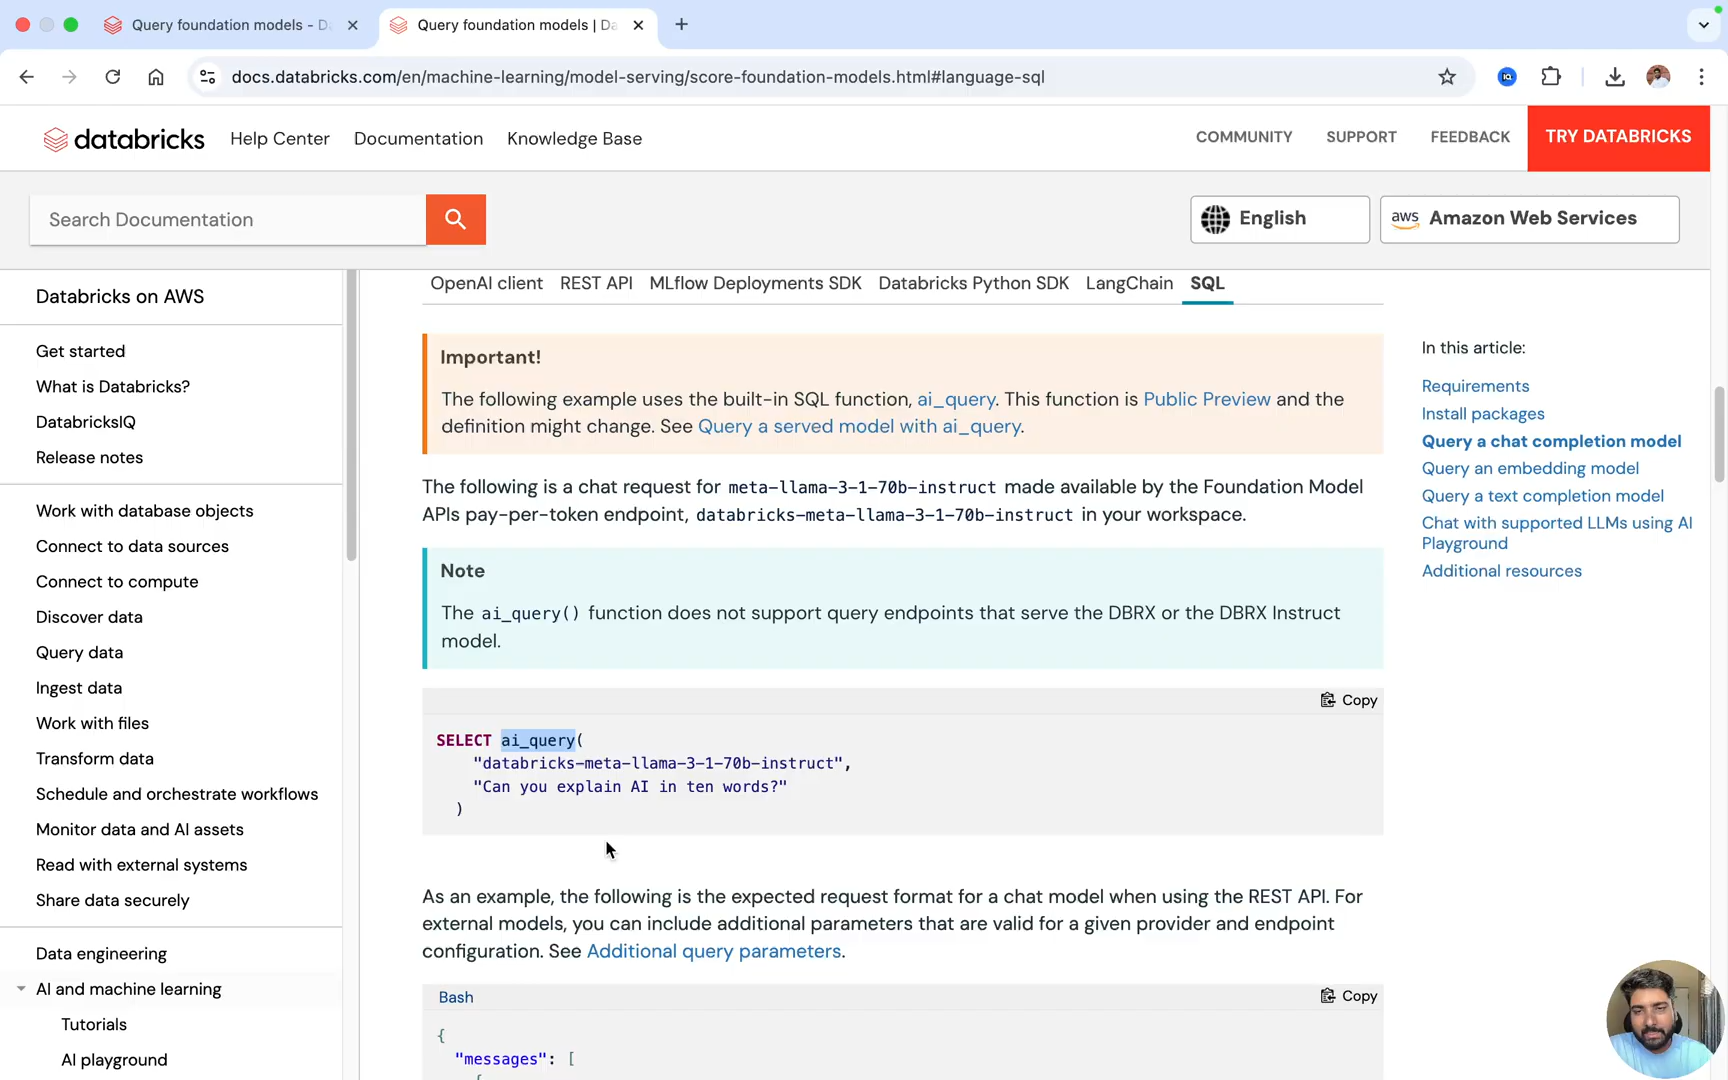 Query foundation models - D
Query foundation models | Da
docs.databricks.com/en/machine-learning/model-serving/score-foundation-models.html#language-sql
IQ
databricks
Help Center
Documentation
Knowledge Base
COMMUNITY
SUPPORT
FEEDBACK
TRY DATABRICKS
Search Documentation
English
aws
Amazon Web Services
Databricks on AWS
Get started
What is Databricks?
DatabricksIQ
Release notes
Work with database objects
Connect to data sources
Connect to compute
Discover data
Query data
Ingest data
Work with files
Transform data
Schedule and orchestrate workflows
Monitor data and AI assets
Read with external systems
Share data securely
Data engineering
AI and machine learning
Tutorials
AI playground
OpenAI client
REST API
MLflow Deployments SDK
Databricks Python SDK
LangChain
SQL
Important!
The following example uses the built-in SQL function, ai_query. This function is Public Preview and the
definition might change. See Query a served model with ai_query.
The following is a chat request for meta-llama-3-1-70b-instruct made available by the Foundation Model
APIs pay-per-token endpoint, databricks-meta-llama-3-1-70b-instruct in your workspace.
Note
The ai_query() function does not support query endpoints that serve the DBRX or the DBRX Instruct
model.
Copy
SELECT ai_query(
"databricks-meta-llama-3-1-70b-instruct",
"Can you explain AI in ten words?"
)
As an example, the following is the expected request format for a chat model when using the REST API. For
external models, you can include additional parameters that are valid for a given provider and endpoint
configuration. See Additional query parameters.
Bash
Copy
{
"messages": [
{
In this article:
Requirements
Install packages
Query a chat completion model
Query an embedding model
Query a text completion model
Chat with supported LLMs using AI
Playground
Additional resources